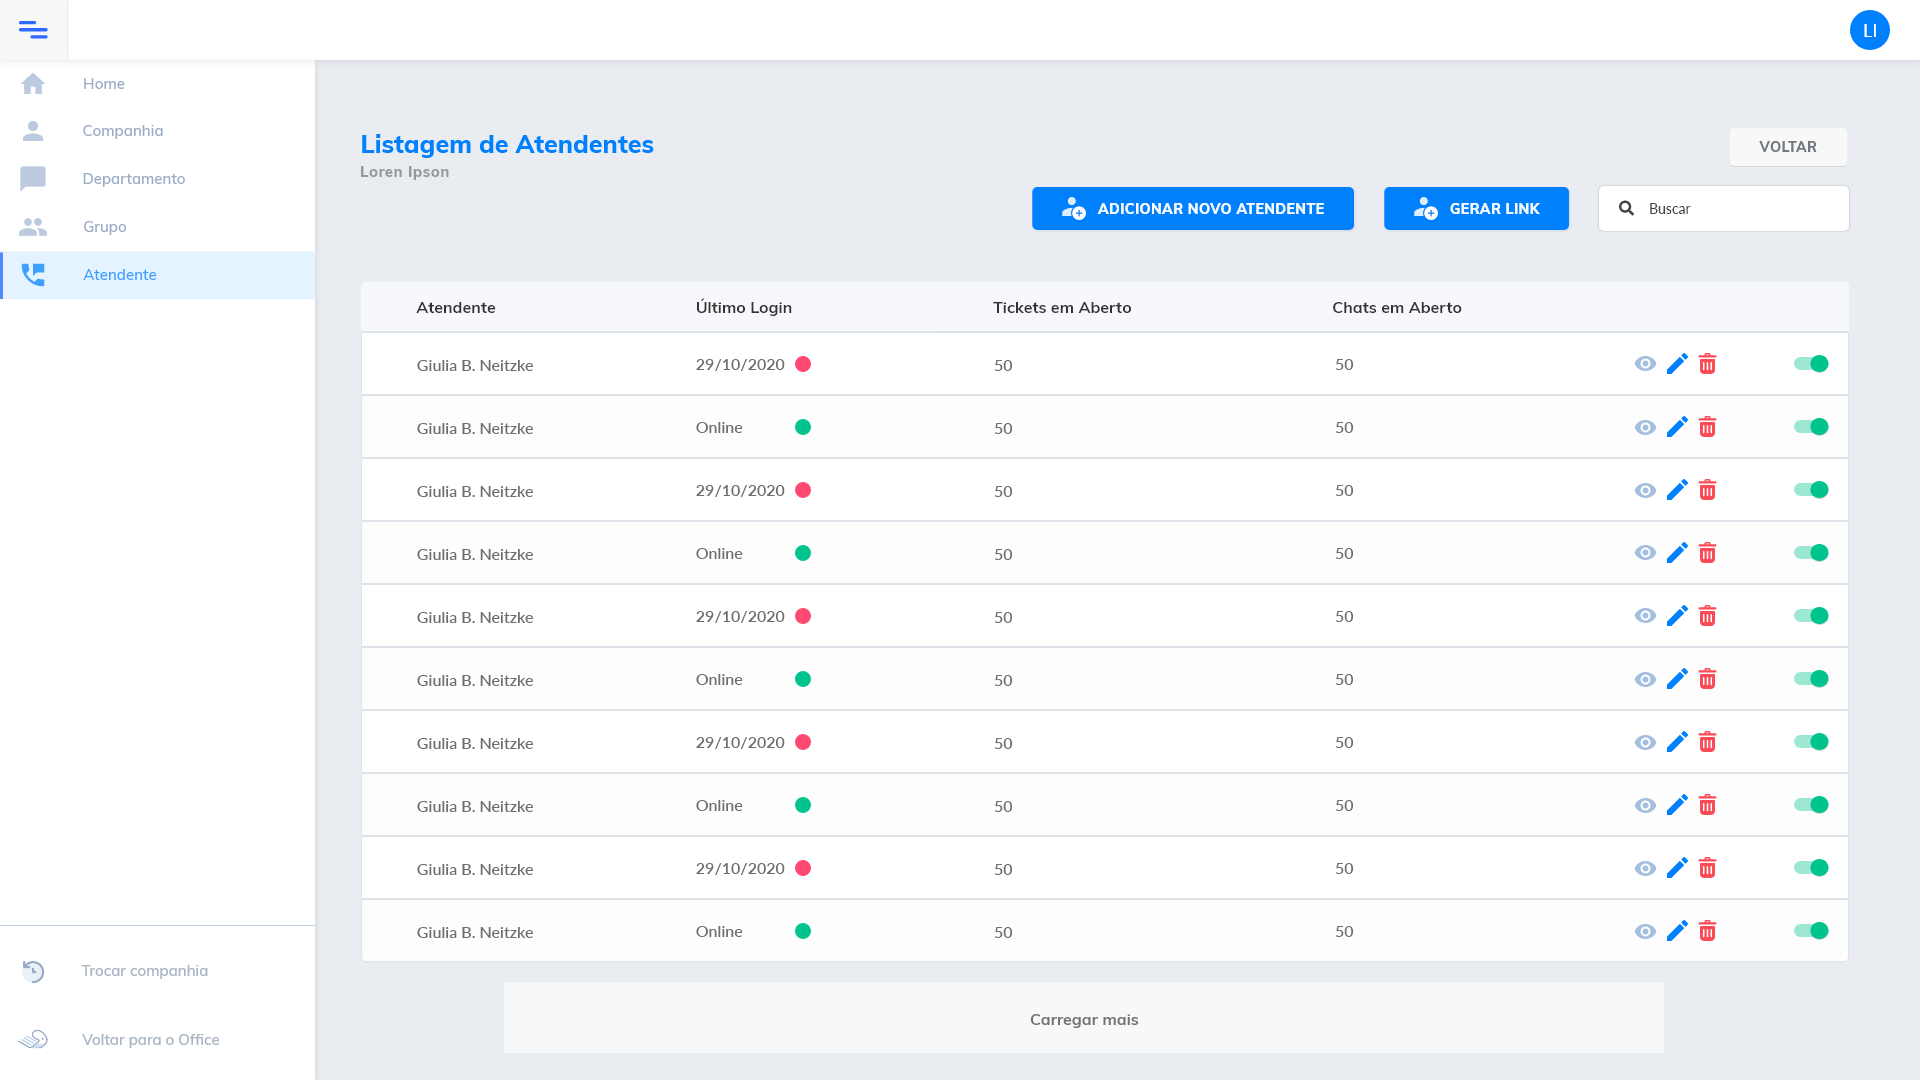 LI
Home
Companhia
Departamento
Grupo
Atendente
Trocar companhia
Voltar para o Office
Listagem de Atendentes
Loren Ipson
VOLTAR
ADICIONAR NOVO ATENDENTE
GERAR LINK
Buscar
Atendente Último Login Tickets em Aberto Chats em Aberto
Giulia B. Neitzke 29/10/2020 50 50
Giulia B. Neitzke Online 50 50
Giulia B. Neitzke 29/10/2020 50 50
Giulia B. Neitzke Online 50 50
Giulia B. Neitzke 29/10/2020 50 50
Giulia B. Neitzke Online 50 50
Giulia B. Neitzke 29/10/2020 50 50
Giulia B. Neitzke Online 50 50
Giulia B. Neitzke 29/10/2020 50 50
Giulia B. Neitzke Online 50 50
Carregar mais